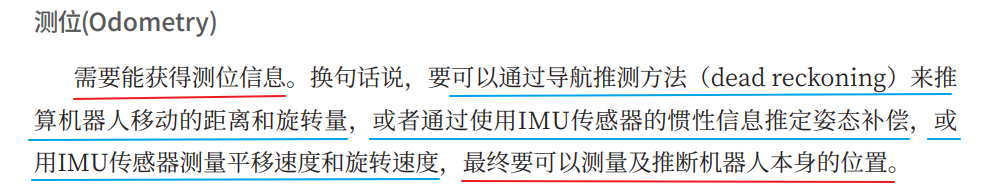 测位(Odometry)
需要能获得测位信息。换句话说，要可以通过导航推测方法（dead reckoning）来推
算机器人移动的距离和旋转量，或者通过使用IMU传感器的惯性信息推定姿态补偿，或
用IMU传感器测量平移速度和旋转速度，最终要可以测量及推断机器人本身的位置。